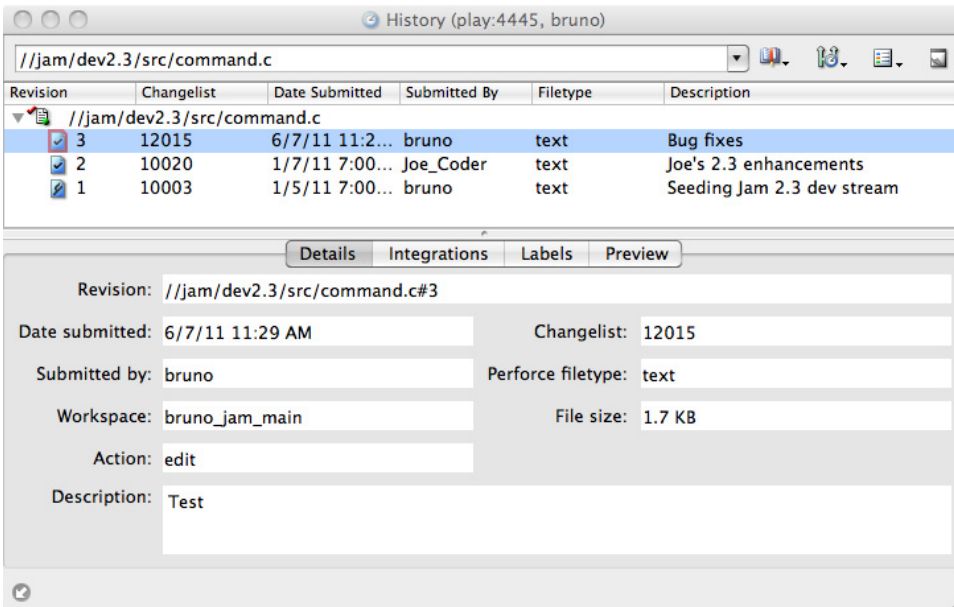 History (play:4445, bruno)
//jam/dev2.3/src/command.c
Revision Changelist Date Submitted Submitted By Filetype Description
//jam/dev2.3/src/command.c
3 12015 6/7/11 11:2... bruno text Bug fixes
2 10020 1/7/11 7:00... Joe_Coder text Joe's 2.3 enhancements
1 10003 1/5/11 7:00... bruno text Seeding Jam 2.3 dev stream
Details Integrations Labels Preview
Revision: //jam/dev2.3/src/command.c#3
Date submitted: 6/7/11 11:29 AM Changelist: 12015
Submitted by: bruno Perforce filetype: text
Workspace: bruno_jam_main File size: 1.7 KB
Action: edit
Description: Test